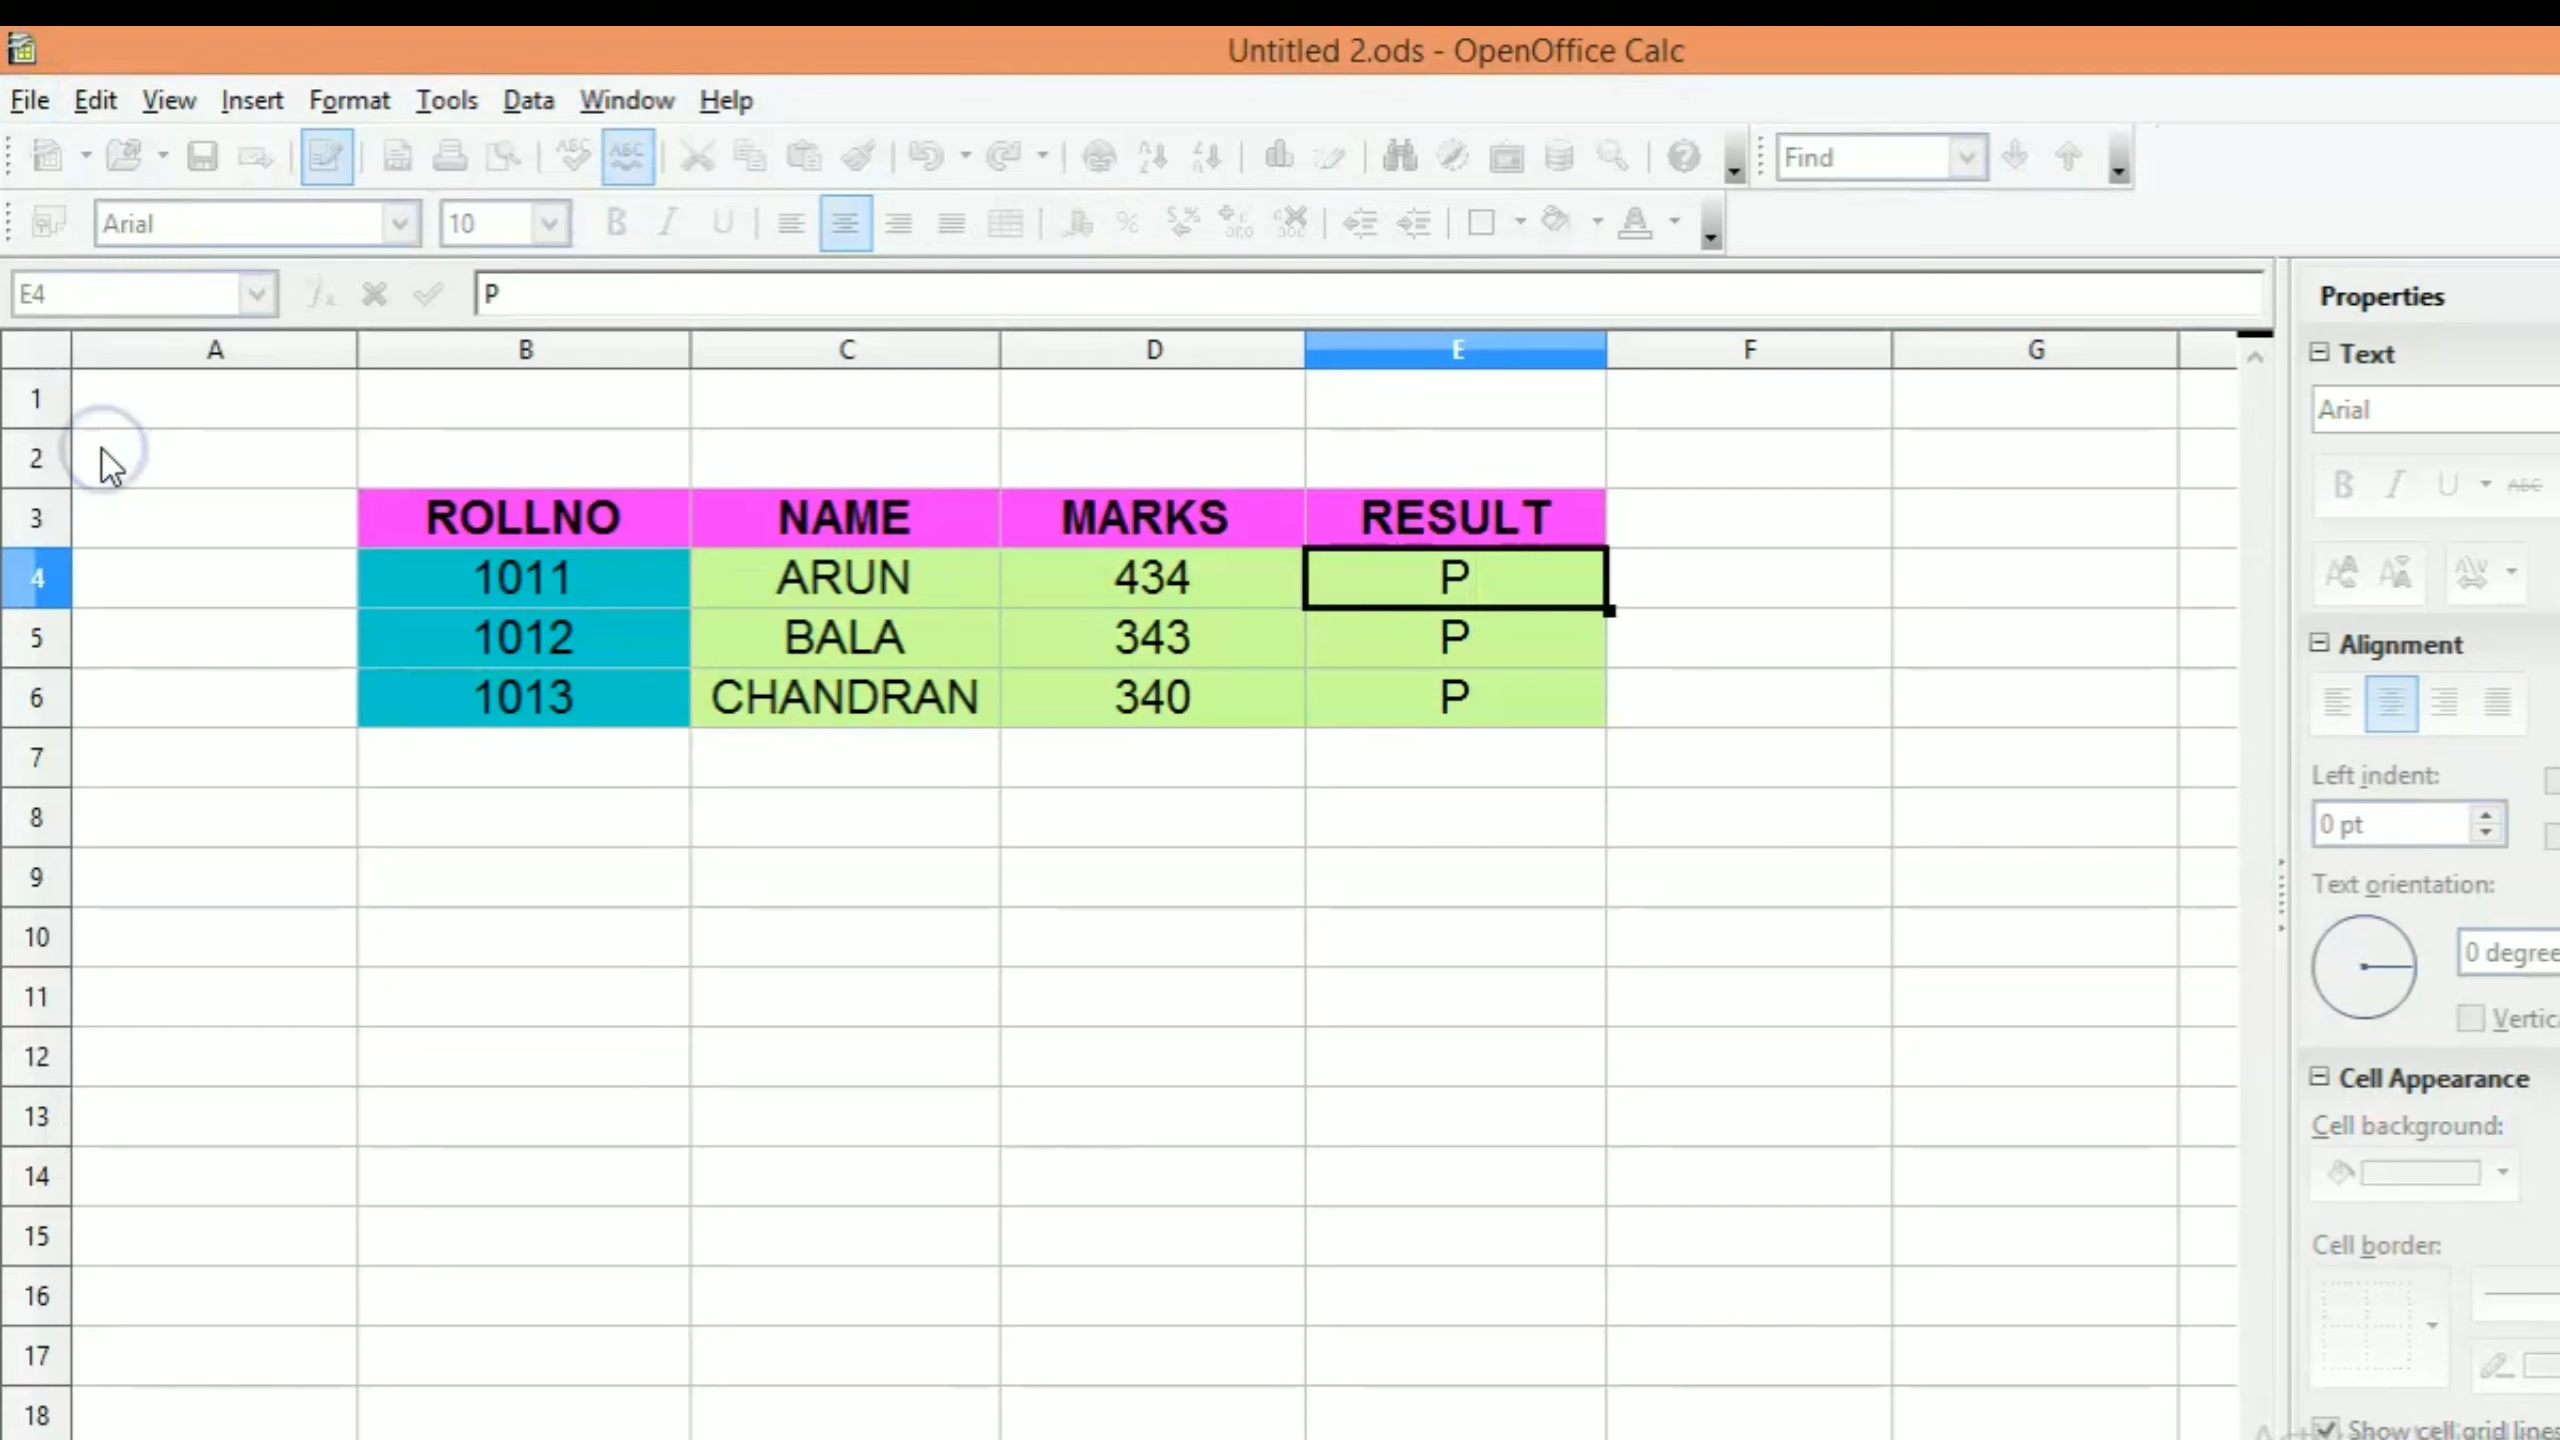 Untitled 2.ods - OpenOffice Calc
File Edit View Insert Format Tools Data Window Help
Find
Arial 10
E4 P
Properties
A B C D E F G
Text
1
Arial
2
3 ROLLNO NAME MARKS RESULT
4 1011 ARUN 434 P
5 1012 BALA 343 P
6 1013 CHANDRAN 340 P
Alignment
7
Left indent:
8
0 pt
9
Text orientation:
10
0 degree
11
12
Cell Appearance
13
Cell background:
14
15
Cell border:
16
17
18
Show cell grid lines